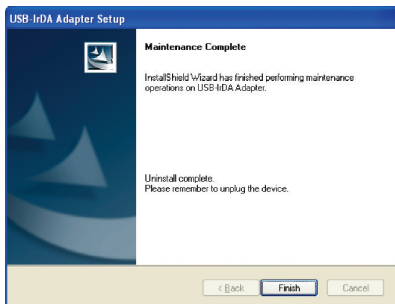 USB-IrDA Adapter Setup
Maintenance Complete
InstallShield Wizard has finished performing maintenance
operations on USB-IrDA Adapter.
Uninstall complete.
Please remember to unplug the device.
< Back
Finish
Cancel